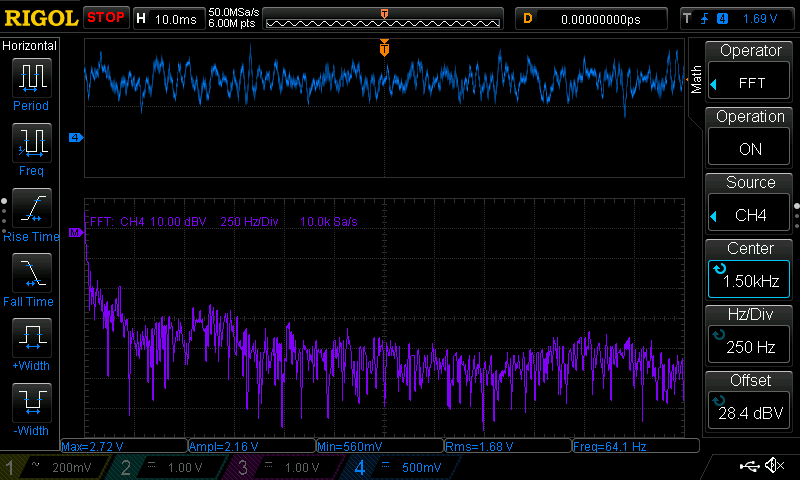 RIGOL STOP H 10.0ms 50.0MSa/s 6.00M pts T D 0.00000000ps T 4 1.69 V
Horizontal
Period
Freq
Rise Time
Fall Time
+Width
-Width
T
4
M
FFT: CH4 10.00 dBV 250 Hz/Div 10.0k Sa/s
Math
Operator
FFT
Operation
ON
Source
CH4
Center
1.50kHz
Hz/Div
250 Hz
Offset
28.4 dBV
Max=2.72 V Ampl=2.16 V Min=560mV Rms=1.68 V Freq=64.1 Hz
1 200mV 2 1.00 V 3 1.00 V 4 500mV